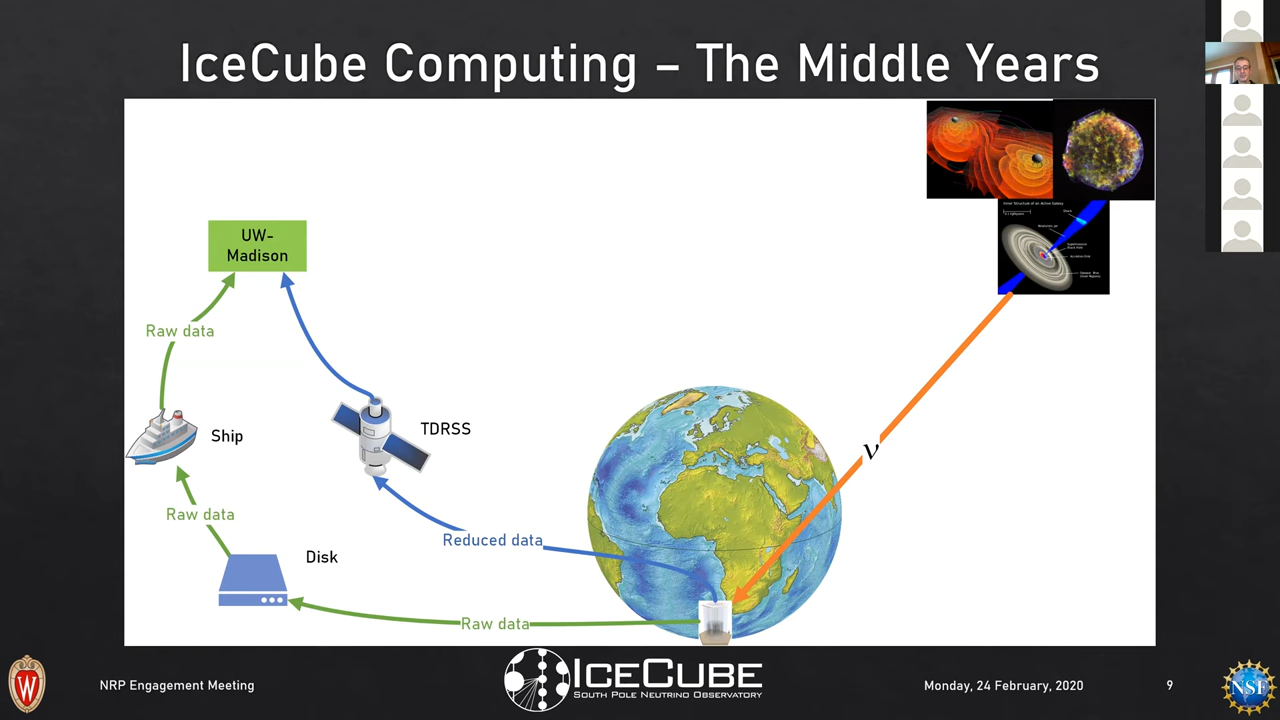 IceCube Computing – The Middle Years
UW-
Madison
Raw data
Ship
TDRSS
Raw data
Reduced data
Disk
Raw data
ν
W
NRP Engagement Meeting
ICECUBE
SOUTH POLE NEUTRINO OBSERVATORY
Monday, 24 February, 2020
9
NSF